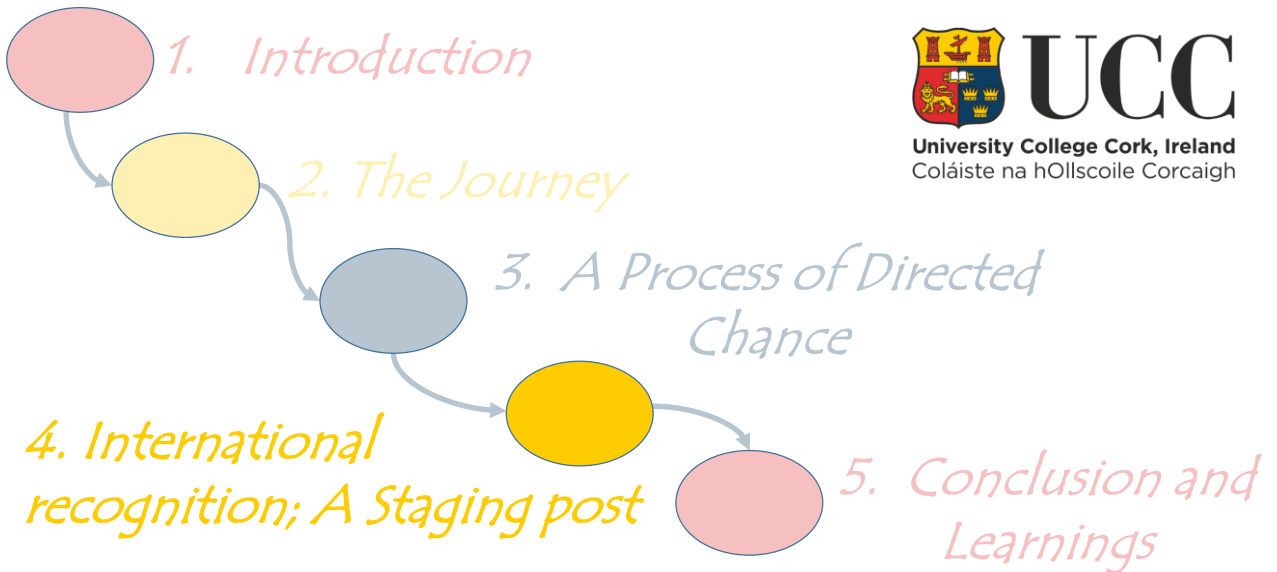 1. Introduction
UCC
University College Cork, Ireland
Coláiste na hOllscoile Corcaigh
2. The Journey
3. A Process of Directed
Chance
4. International
recognition; A Staging post
5. Conclusion and
Learnings